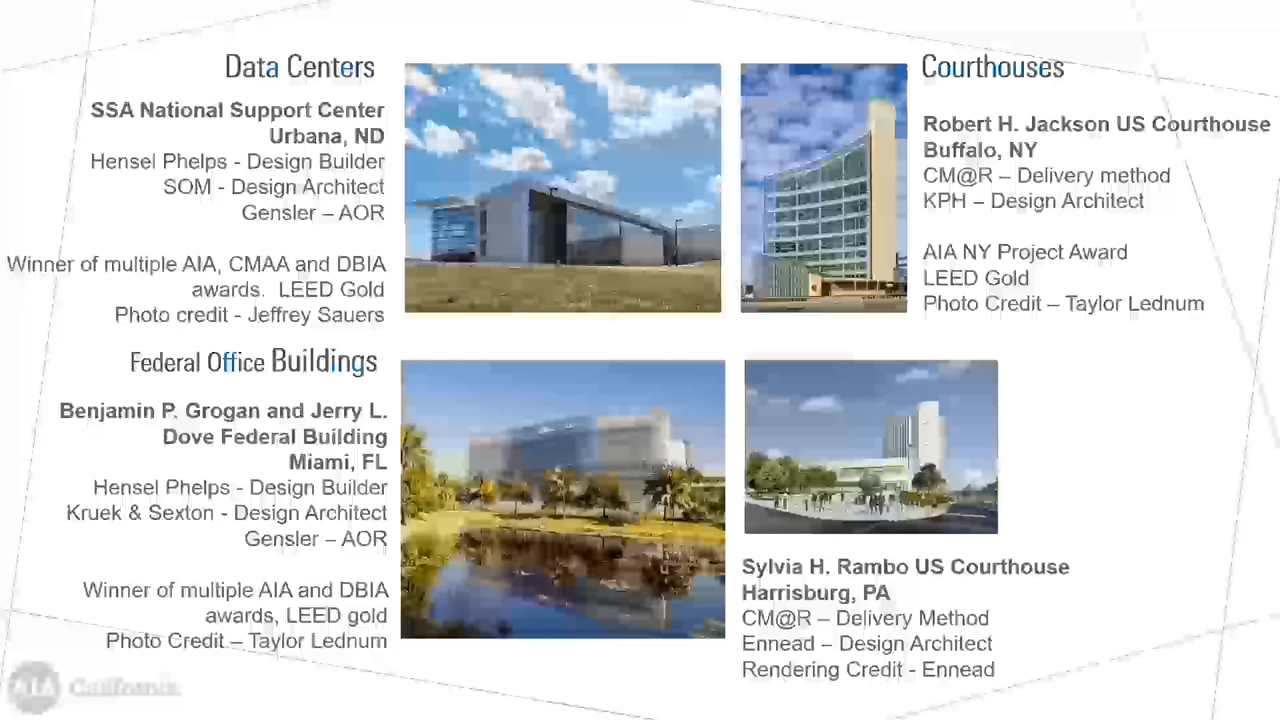 Data Centers
SSA National Support Center
Urbana, ND
Hensel Phelps - Design Builder
SOM - Design Architect
Gensler – AOR
Winner of multiple AIA, CMAA and DBIA
awards. LEED Gold
Photo credit - Jeffrey Sauers
Courthouses
Robert H. Jackson US Courthouse
Buffalo, NY
CM@R – Delivery method
KPH – Design Architect
AIA NY Project Award
LEED Gold
Photo Credit – Taylor Lednum
Federal Office Buildings
Benjamin P. Grogan and Jerry L.
Dove Federal Building
Miami, FL
Hensel Phelps - Design Builder
Kruek & Sexton - Design Architect
Gensler – AOR
Winner of multiple AIA and DBIA
awards, LEED gold
Photo Credit – Taylor Lednum
Sylvia H. Rambo US Courthouse
Harrisburg, PA
CM@R – Delivery Method
Ennead – Design Architect
Rendering Credit - Ennead
AIA California